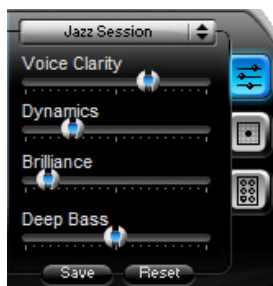 Jazz Session
Voice Clarity
Dynamics
Brilliance
Deep Bass
Save Reset